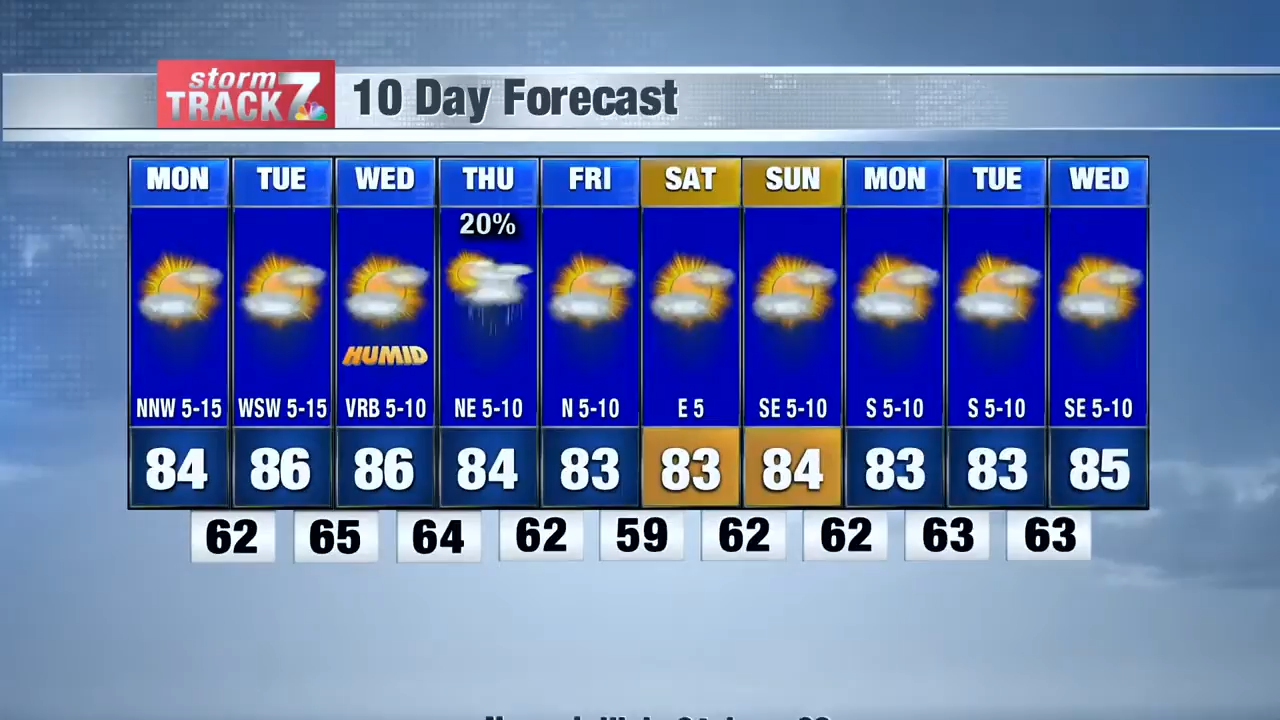 storm
TRACK 7
10 Day Forecast
MON TUE WED THU FRI SAT SUN MON TUE WED
20%
HUMID
NNW 5-15 WSW 5-15 VRB 5-10 NE 5-10 N 5-10 E 5 SE 5-10 S 5-10 S 5-10 SE 5-10
84 86 86 84 83 83 84 83 83 85
62 65 64 62 59 62 62 63 63